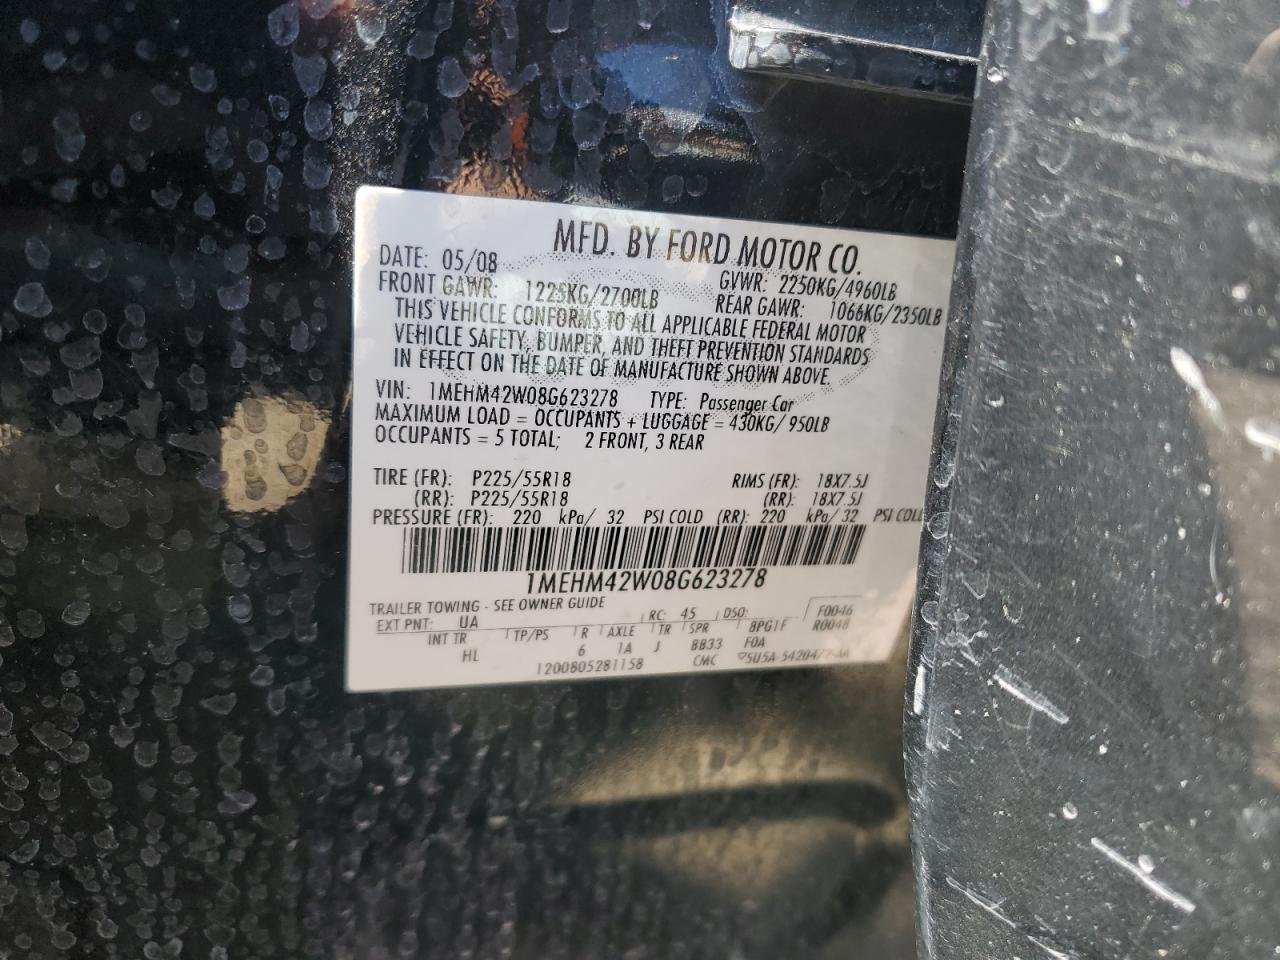 MFD. BY FORD MOTOR CO.
DATE: 05/08 GVWR: 2250KG/4960LB
FRONT GAWR: 1225KG/2700LB REAR GAWR: 1066KG/2350LB
THIS VEHICLE CONFORMS TO ALL APPLICABLE FEDERAL MOTOR
VEHICLE SAFETY, BUMPER, AND THEFT PREVENTION STANDARDS
IN EFFECT ON THE DATE OF MANUFACTURE SHOWN ABOVE
VIN: 1MEHM42W08G623278 TYPE: Passenger Car
MAXIMUM LOAD = OCCUPANTS + LUGGAGE = 430KG/ 950LB
OCCUPANTS = 5 TOTAL; 2 FRONT, 3 REAR
TIRE (FR): P225/55R18 RIMS (FR): 18X7.5J
(RR): P225/55R18 (RR): 18X7.5J
PRESSURE (FR): 220 kPa/ 32 PSI COLD (RR): 220 kPa/ 32 PSI COLD
1MEHM42W08G623278
TRAILER TOWING - SEE OWNER GUIDE
EXT PNT: UA RC: 45 DSO: F0046
R0048
INT TR TP/PS R AXLE TR SPR 8PG1F
HL 6 1A J BB33 F0A
1200805281158 CMC